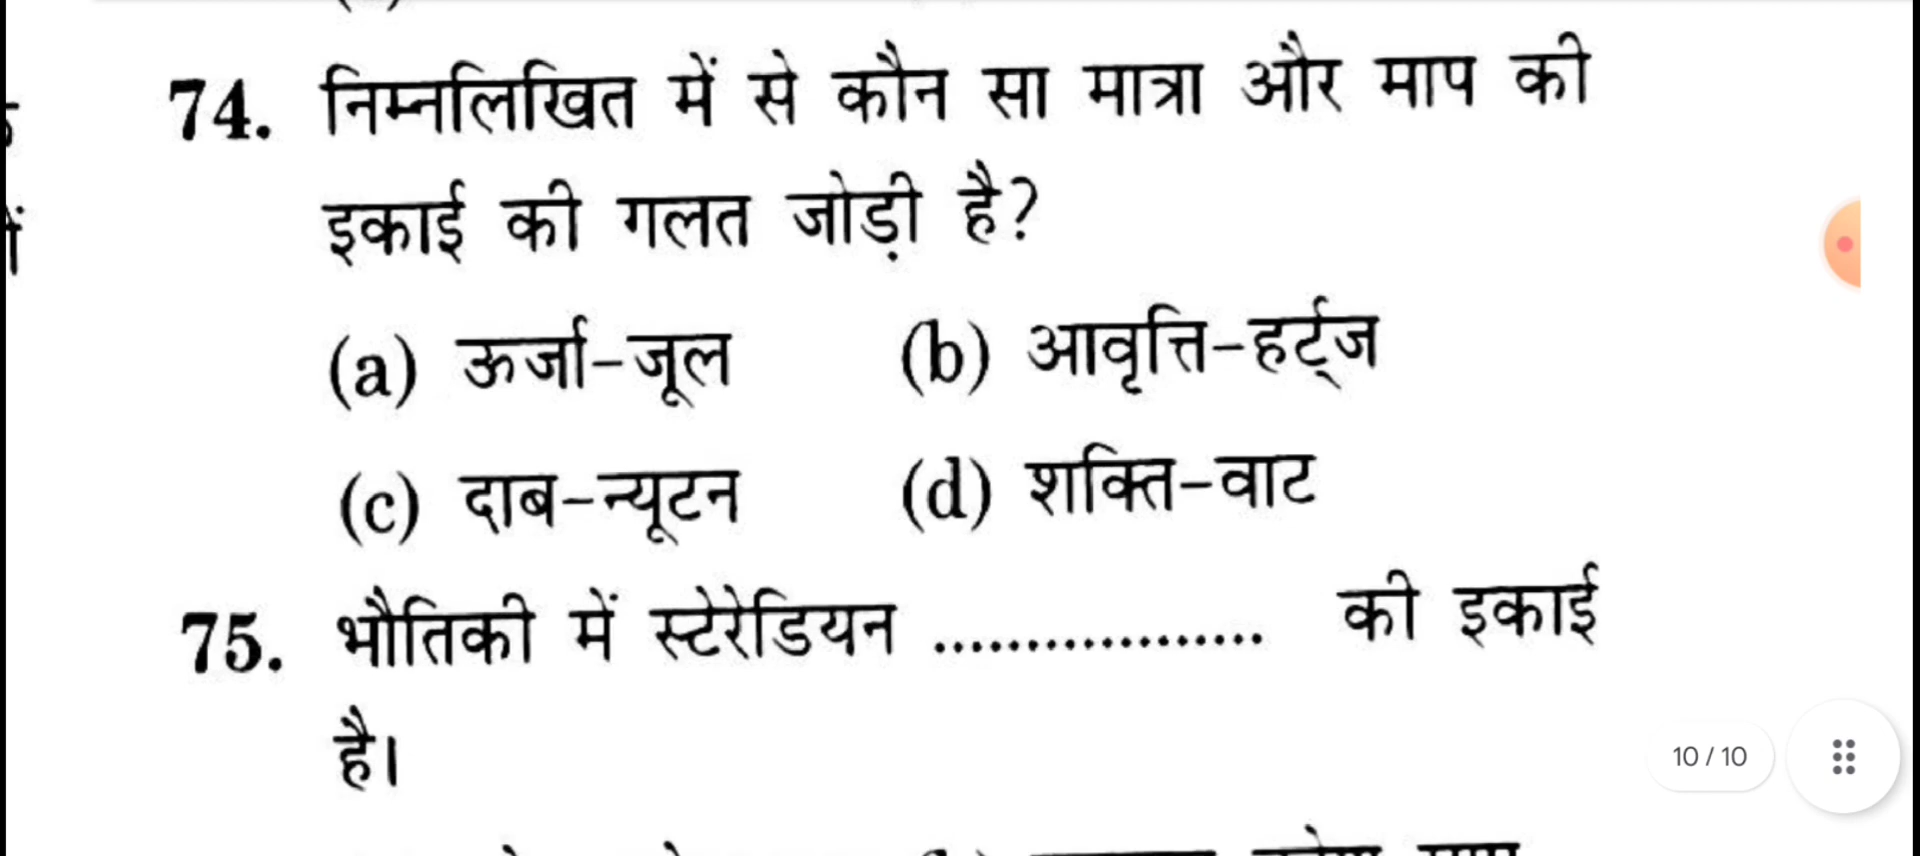 74. निम्नलिखित में से कौन सा मात्रा और माप की
इकाई की गलत जोड़ी है?
(a) ऊर्जा-जूल (b) आवृत्ति-हर्ट्ज
(c) दाब-न्यूटन (d) शक्ति-वाट
75. भौतिकी में स्टेरेडियन .................. की इकाई
है।
10 / 10